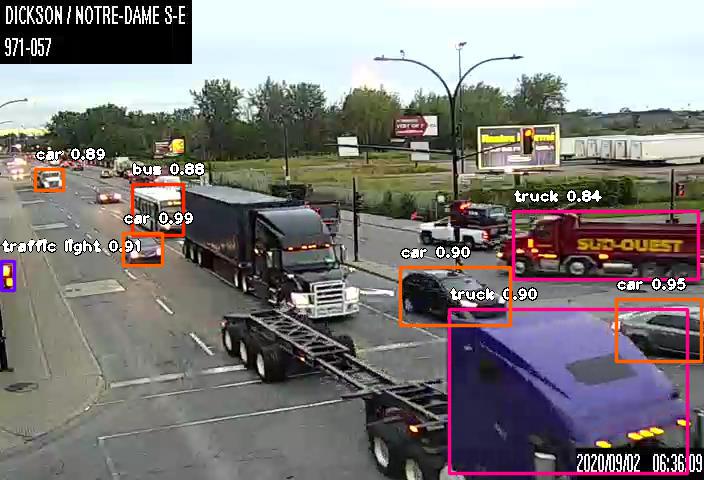 DICKSON / NOTRE-DAME S-E
971-057
car 0.89
bus 0.88
car 0.99
traffic light 0.91
truck 0.84
SUD-OUEST
car 0.90
truck 0.90
car 0.95
2020/09/02 06:36:09